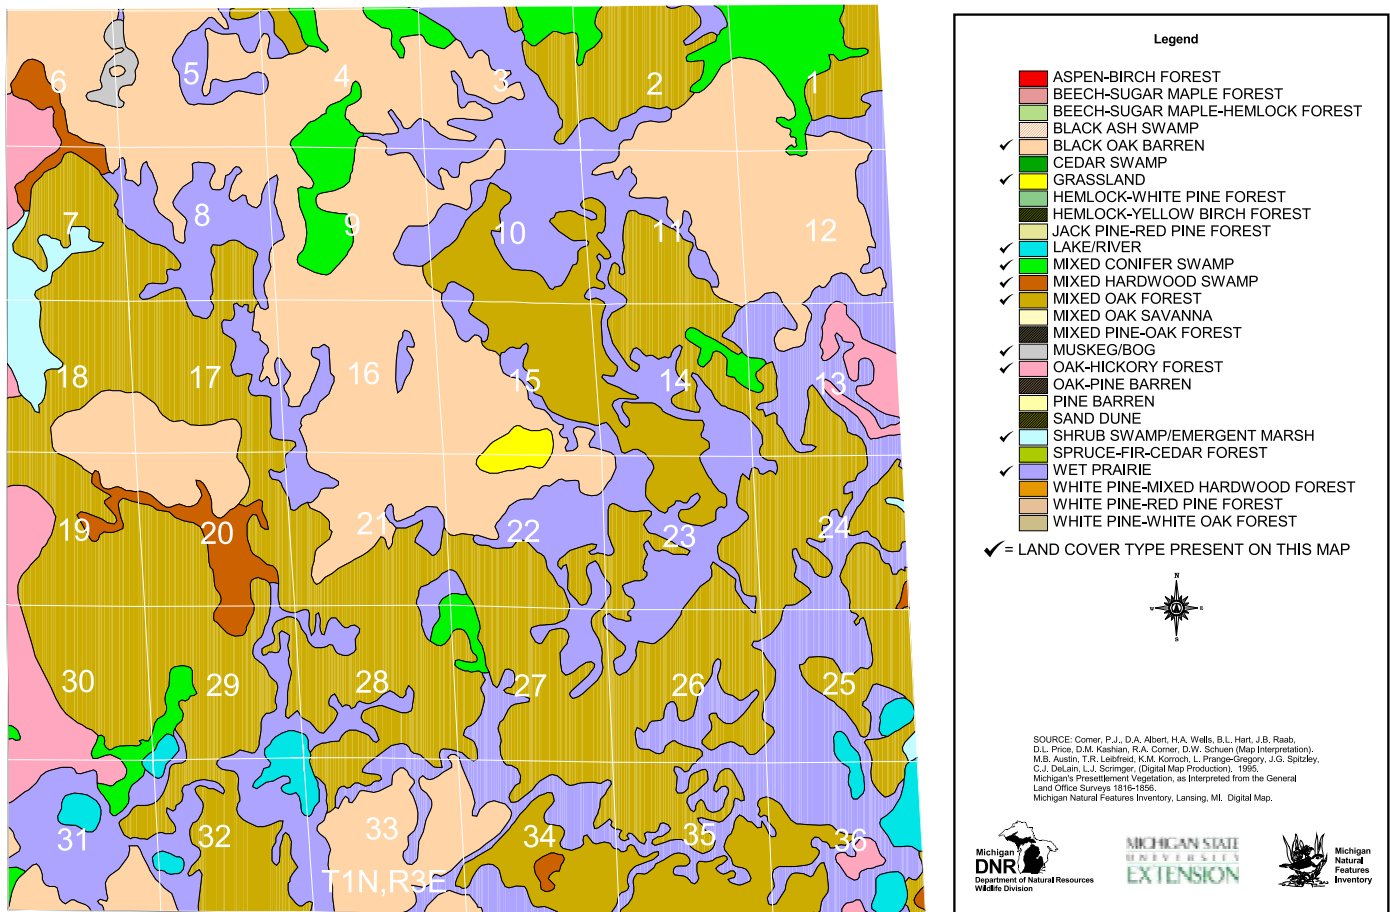 6
5
4
3
2
1
7
8
9
10
11
12
18
17
16
15
14
13
19
20
21
22
23
24
30
29
28
27
26
25
31
32
33
34
35
36
T1N,R3E
Legend
ASPEN-BIRCH FOREST
BEECH-SUGAR MAPLE FOREST
BEECH-SUGAR MAPLE-HEMLOCK FOREST
BLACK ASH SWAMP
✓ BLACK OAK BARREN
CEDAR SWAMP
✓ GRASSLAND
HEMLOCK-WHITE PINE FOREST
HEMLOCK-YELLOW BIRCH FOREST
JACK PINE-RED PINE FOREST
✓ LAKE/RIVER
✓ MIXED CONIFER SWAMP
✓ MIXED HARDWOOD SWAMP
✓ MIXED OAK FOREST
MIXED OAK SAVANNA
MIXED PINE-OAK FOREST
✓ MUSKEG/BOG
✓ OAK-HICKORY FOREST
OAK-PINE BARREN
PINE BARREN
SAND DUNE
✓ SHRUB SWAMP/EMERGENT MARSH
SPRUCE-FIR-CEDAR FOREST
✓ WET PRAIRIE
WHITE PINE-MIXED HARDWOOD FOREST
WHITE PINE-RED PINE FOREST
WHITE PINE-WHITE OAK FOREST
✓ = LAND COVER TYPE PRESENT ON THIS MAP
N
W E
S
SOURCE: Comer, P.J., D.A. Albert, H.A. Wells, B.L. Hart, J.B. Raab,
D.L. Price, D.M. Kashian, R.A. Corner, D.W. Schuen (Map Interpretation).
M.B. Austin, T.R. Leibfreid, K.M. Korroch, L. Prange-Gregory, J.G. Spitzley,
C.J. DeLain, L.J. Scrimger, (Digital Map Production). 1995.
Michigan's Presettlement Vegetation, as Interpreted from the General
Land Office Surveys 1816-1856.
Michigan Natural Features Inventory, Lansing, MI. Digital Map.
Michigan
DNR
Department of Natural Resources
Wildlife Division
MICHIGAN STATE
UNIVERSITY
EXTENSION
Michigan
Natural
Features
Inventory